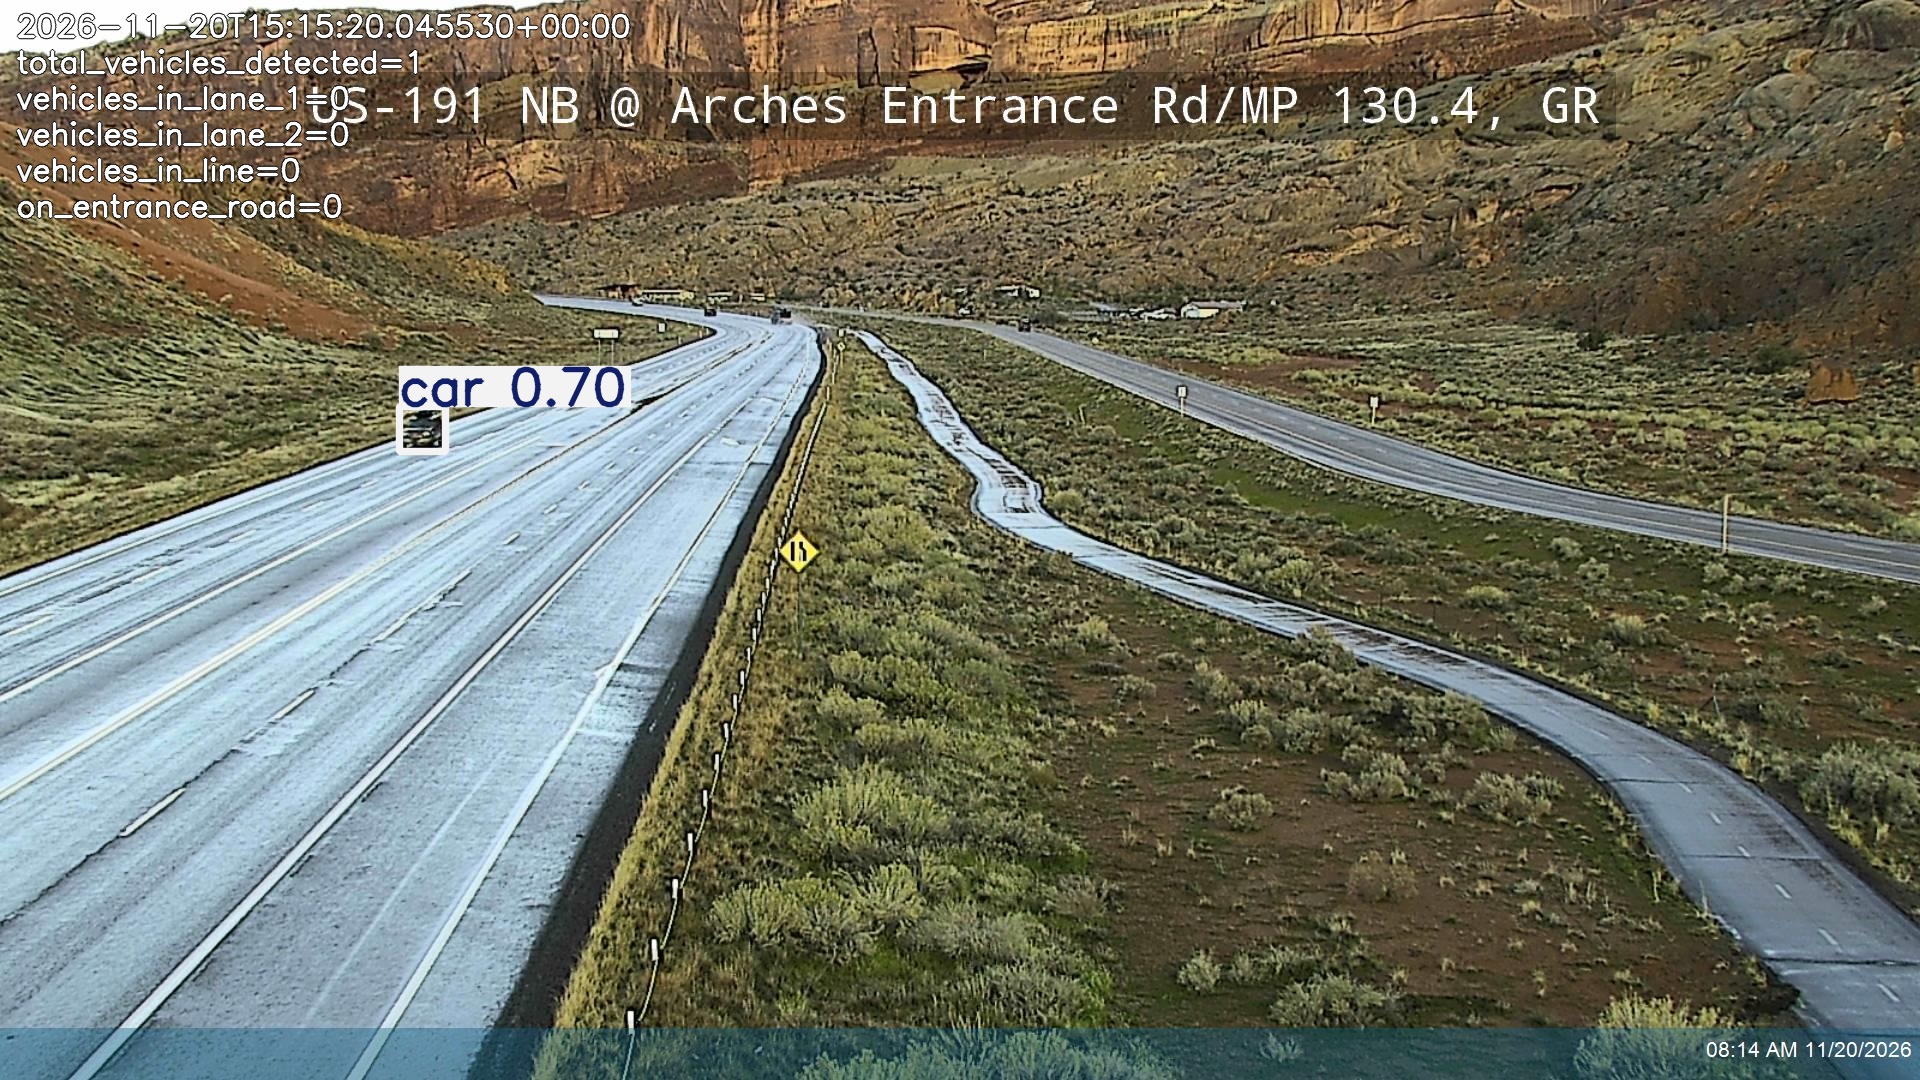 2026-11-20T15:15:20.045530+00:00
total_vehicles_detected=1
vehicles_in_lane_1=0
US-191 NB @ Arches Entrance Rd/MP 130.4, GR
vehicles_in_lane_2=0
vehicles_in_line=0
on_entrance_road=0
car 0.70
08:14 AM 11/20/2026